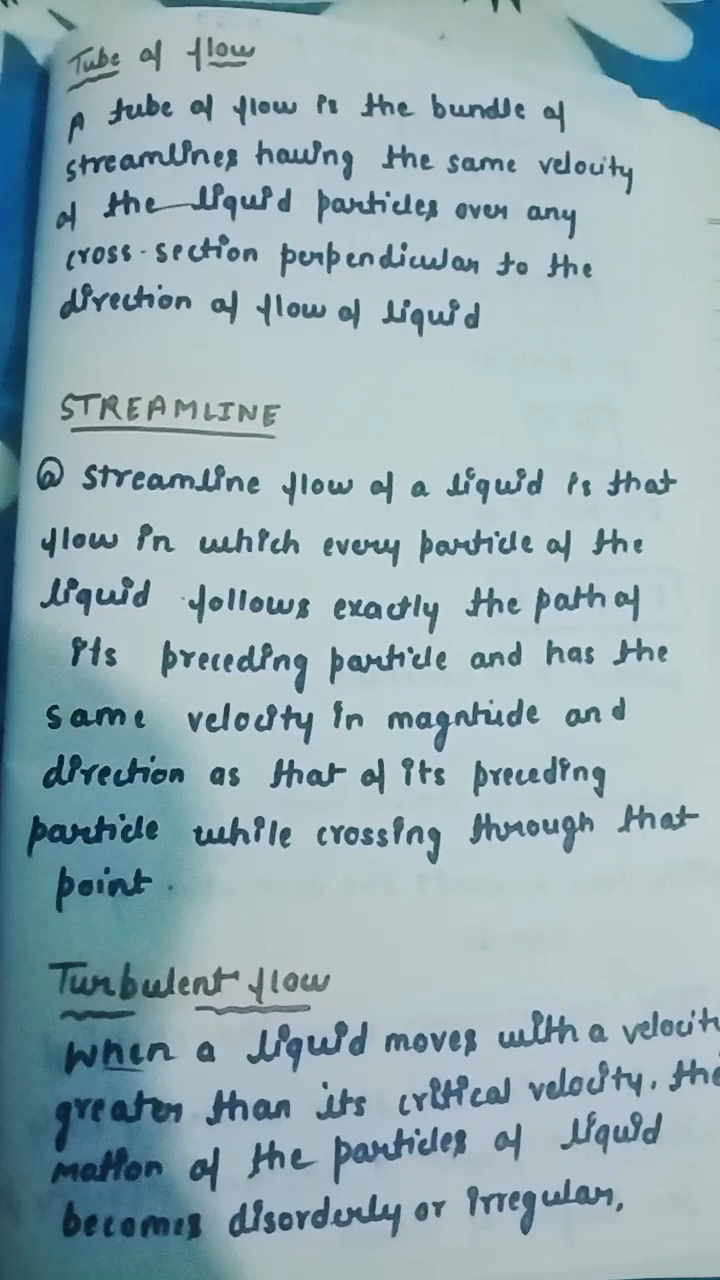 Tube of flow
A tube of flow is the bundle of
streamlines having the same velocity
of the liquid particles over any
cross-section perpendicular to the
direction of flow of liquid
STREAMLINE
@ streamline flow of a liquid is that
flow in which every particle of the
liquid follows exactly the path of
its preceding particle and has the
same velocity in magntude and
direction as that of its preceding
particle while crossing through that
point.
Turbulent flow
When a liquid moves with a velocit
greater than its critical velocity, the
motion of the particles of liquid
becomes disorderly or irregular,